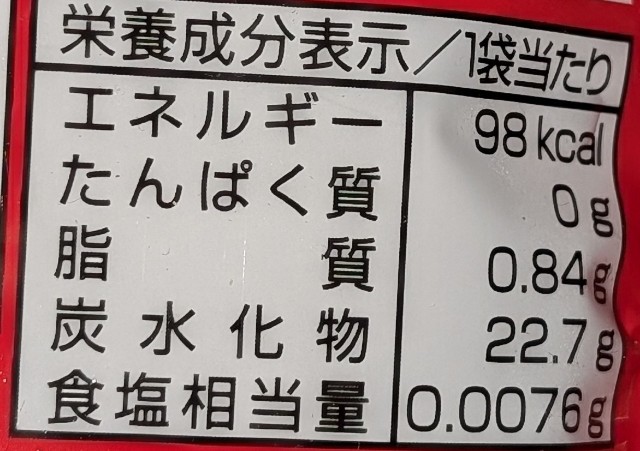 栄養成分表示/1袋当たり
エネルギー 98kcal
たんぱく質 0g
脂質 0.84g
炭水化物 22.7g
食塩相当量 0.0076g